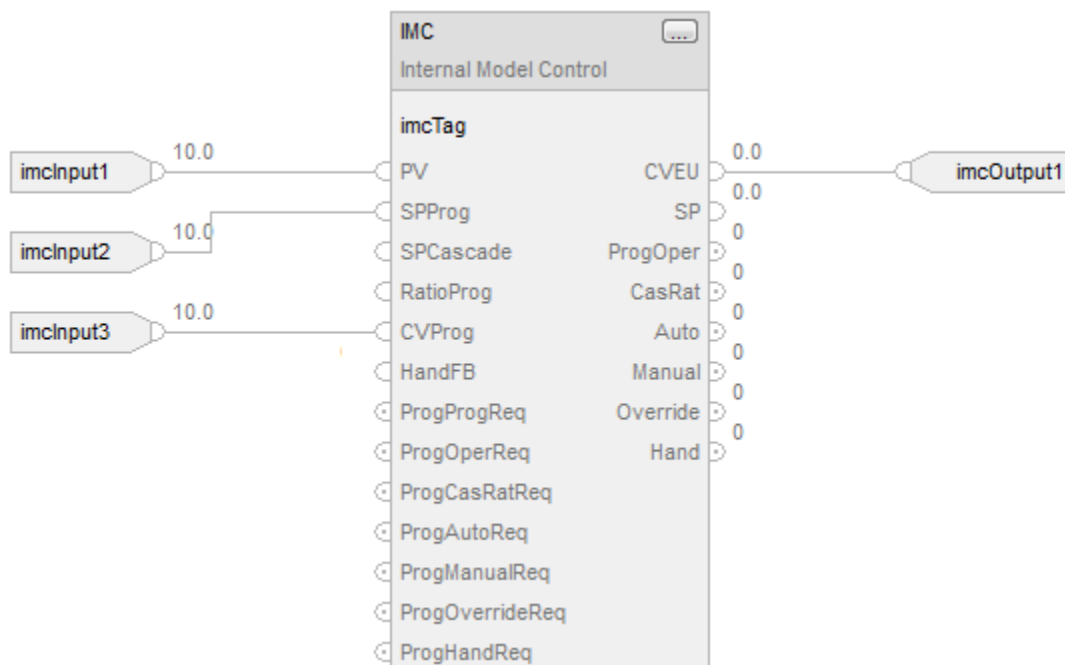 IMC ...
Internal Model Control
imcTag
imcInput1 10.0 PV CVEU 0.0 imcOutput1
SPProg SP 0.0
imcInput2 10.0 SPCascade ProgOper 0
RatioProg CasRat 0
imcInput3 10.0 CVProg Auto 0
HandFB Manual 0
ProgProgReq Override 0
ProgOperReq Hand 0
ProgCasRatReq
ProgAutoReq
ProgManualReq
ProgOverrideReq
ProgHandReq